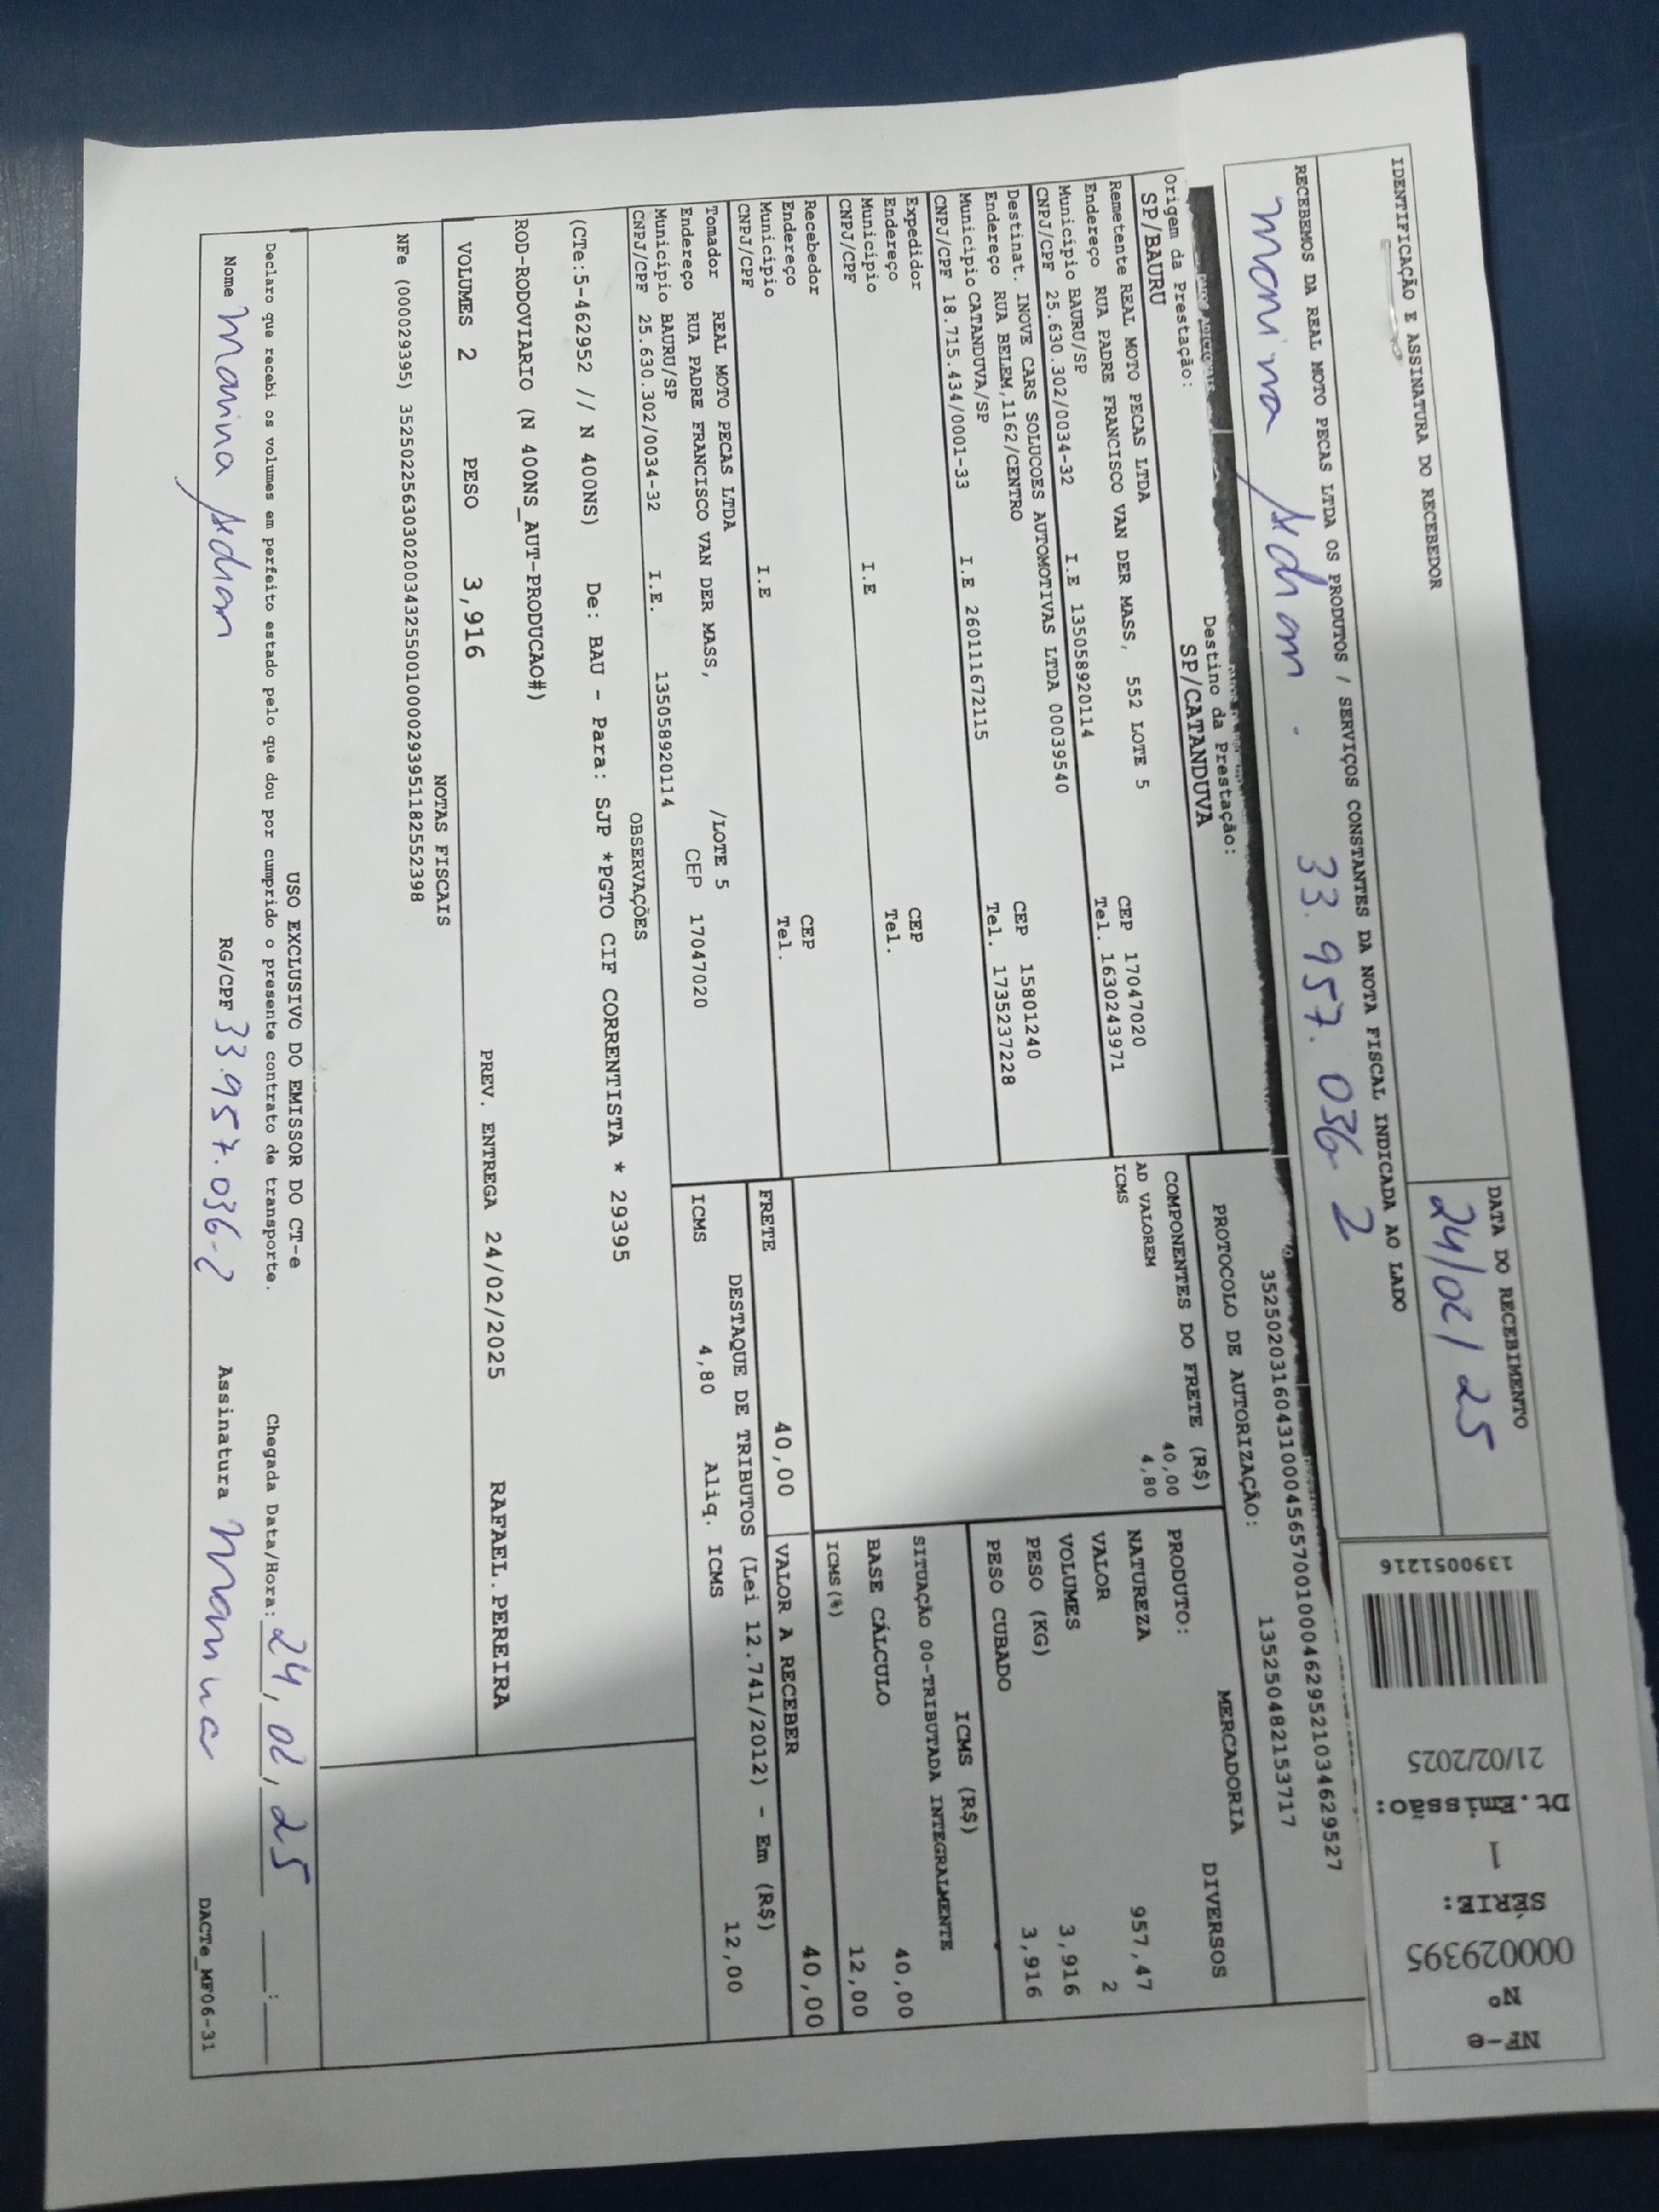 IDENTIFICAÇÃO E ASSINATURA DO RECEBEDOR
DATA DO RECEBIMENTO
24/02/25
RECEBEMOS DA REAL MOTO PECAS LTDA OS PRODUTOS / SERVIÇOS CONSTANTES DA NOTA FISCAL INDICADA AO LADO
33.957.036 2
1390051216
NF-e
Nº
000029395
SÉRIE:
1
Dt.Emissão:
21/02/2025
35250203160431000456570010004629521034629527
PROTOCOLO DE AUTORIZAÇÃO: 135250482153717
Origem da Prestação: Destino da Prestação:
SP/BAURU SP/CATANDUVA
Remetente REAL MOTO PECAS LTDA
Endereço RUA PADRE FRANCISCO VAN DER MASS, 552 LOTE 5 CEP 17047020
Município BAURU/SP Tel. 1630243971
CNPJ/CPF 25.630.302/0034-32 I.E 135058920114
Destinat. INOVE CARS SOLUCOES AUTOMOTIVAS LTDA 00039540
Endereço RUA BELEM,1162/CENTRO CEP 15801240
Município CATANDUVA/SP Tel. 1735237228
CNPJ/CPF 18.715.434/0001-33 I.E 260111672115
Expedidor
Endereço CEP
Município Tel.
CNPJ/CPF I.E
Recebedor
Endereço CEP
Município Tel.
CNPJ/CPF I.E
Tomador REAL MOTO PECAS LTDA
Endereço RUA PADRE FRANCISCO VAN DER MASS, /LOTE 5
Município BAURU/SP CEP 17047020
CNPJ/CPF 25.630.302/0034-32 I.E. 135058920114
COMPONENTES DO FRETE (R$)
AD VALOREM 40,00
ICMS 4,80
MERCADORIA
PRODUTO: DIVERSOS
NATUREZA
VALOR 957,47
VOLUMES 2
PESO (KG) 3,916
PESO CUBADO 3,916
ICMS (R$)
SITUAÇÃO 00-TRIBUTADA INTEGRALMENTE
BASE CÁLCULO 40,00
ICMS(%) 12,00
FRETE 40,00 VALOR A RECEBER 40,00
DESTAQUE DE TRIBUTOS (Lei 12.741/2012) - Em (R$)
ICMS 4,80 Aliq. ICMS 12,00
OBSERVAÇÕES
(CTe:5-462952 // N 400NS) De: BAU - Para: SJP *PGTO CIF CORRENTISTA * 29395
ROD-RODOVIARIO (N 400NS_AUT-PRODUCAO#)
VOLUMES 2 PESO 3,916 PREV. ENTREGA 24/02/2025 RAFAEL.PEREIRA
NOTAS FISCAIS
NFe (000029395) 35250225630302003432550010000293951182552398
USO EXCLUSIVO DO EMISSOR DO CT-e
Declaro que recebi os volumes em perfeito estado pelo que dou por cumprido o presente contrato de transporte. Chegada Data/Hora: 24,02,25 __:__
Nome Marina RG/CPF 33.957.036-2 Assinatura Marina
DACTe_MF06-31